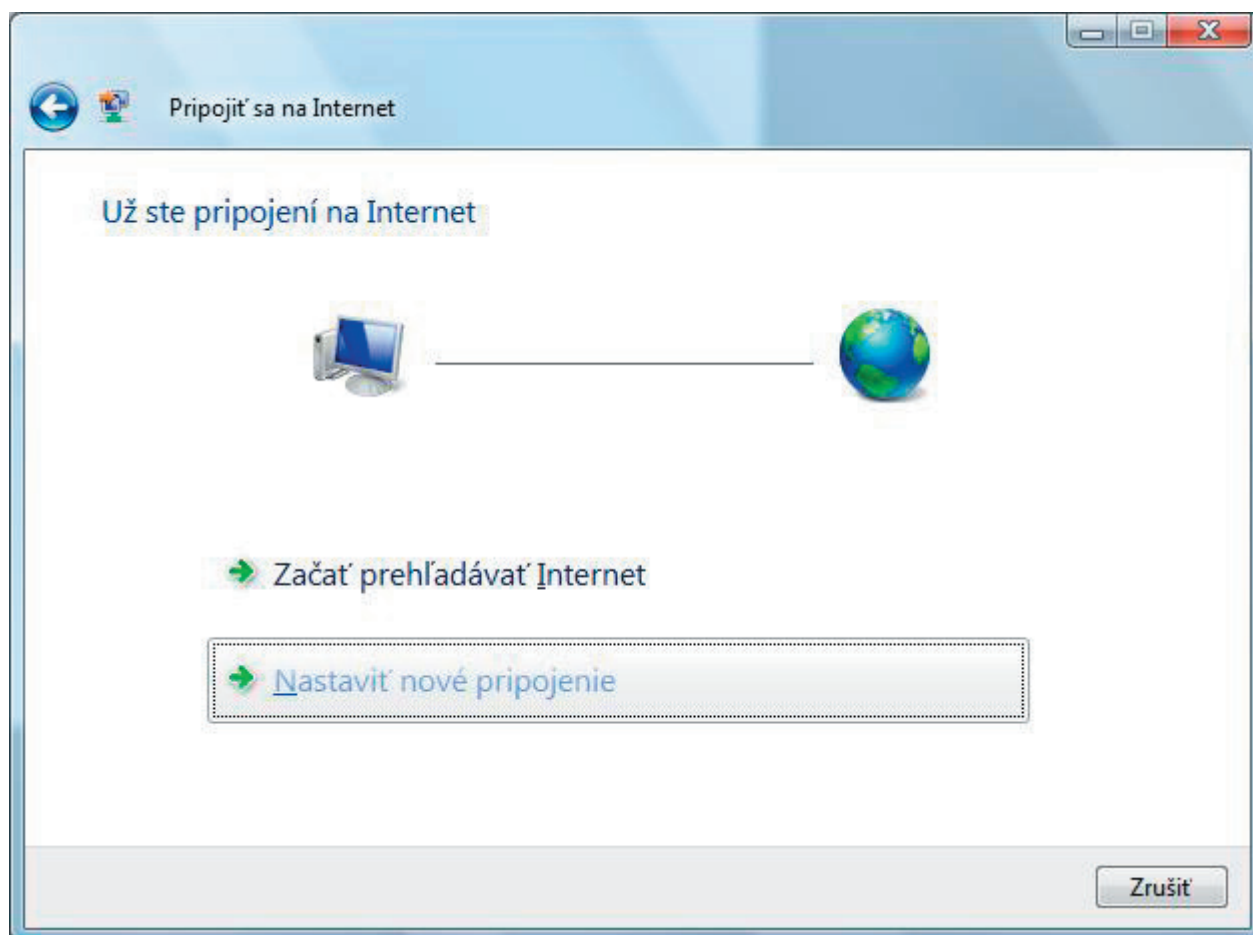 Pripojiť sa na Internet
Už ste pripojení na Internet
Začať prehľadávať Internet
Nastaviť nové pripojenie
Zrušiť